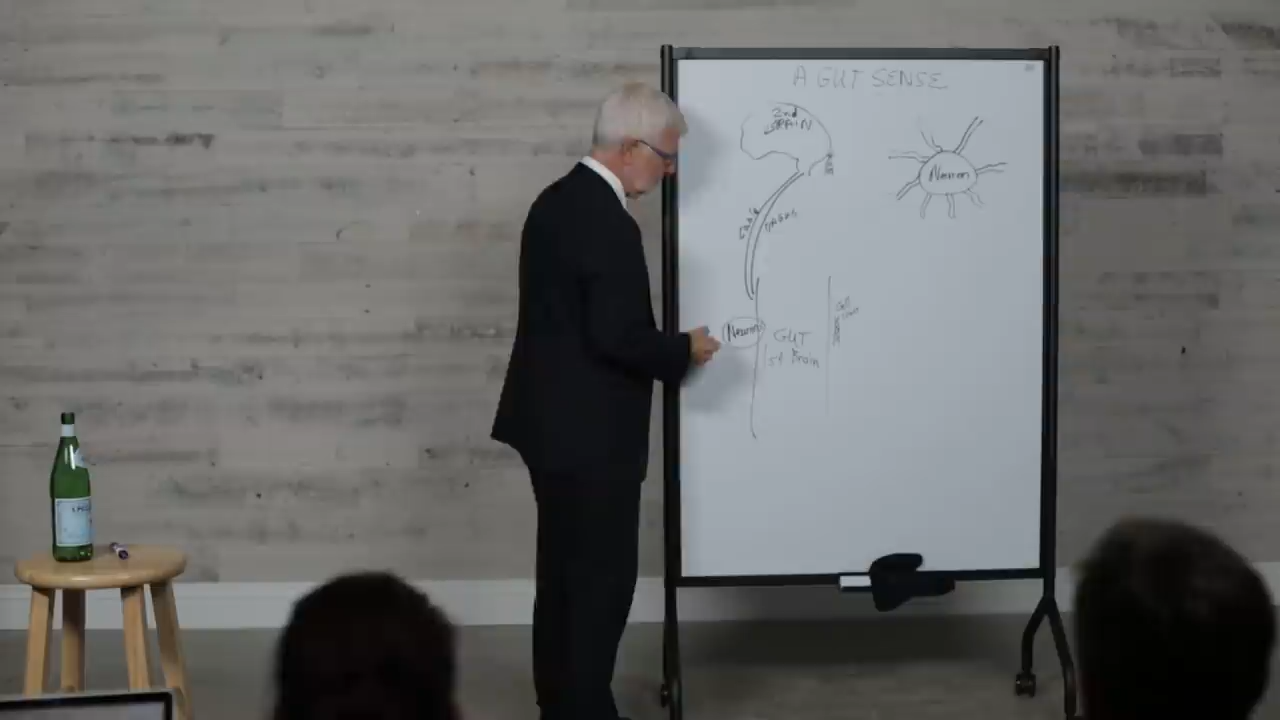 A GUT SENSE
2nd
BRAIN
Neuron
VAGUS
Neuron
GUT
1st Brain